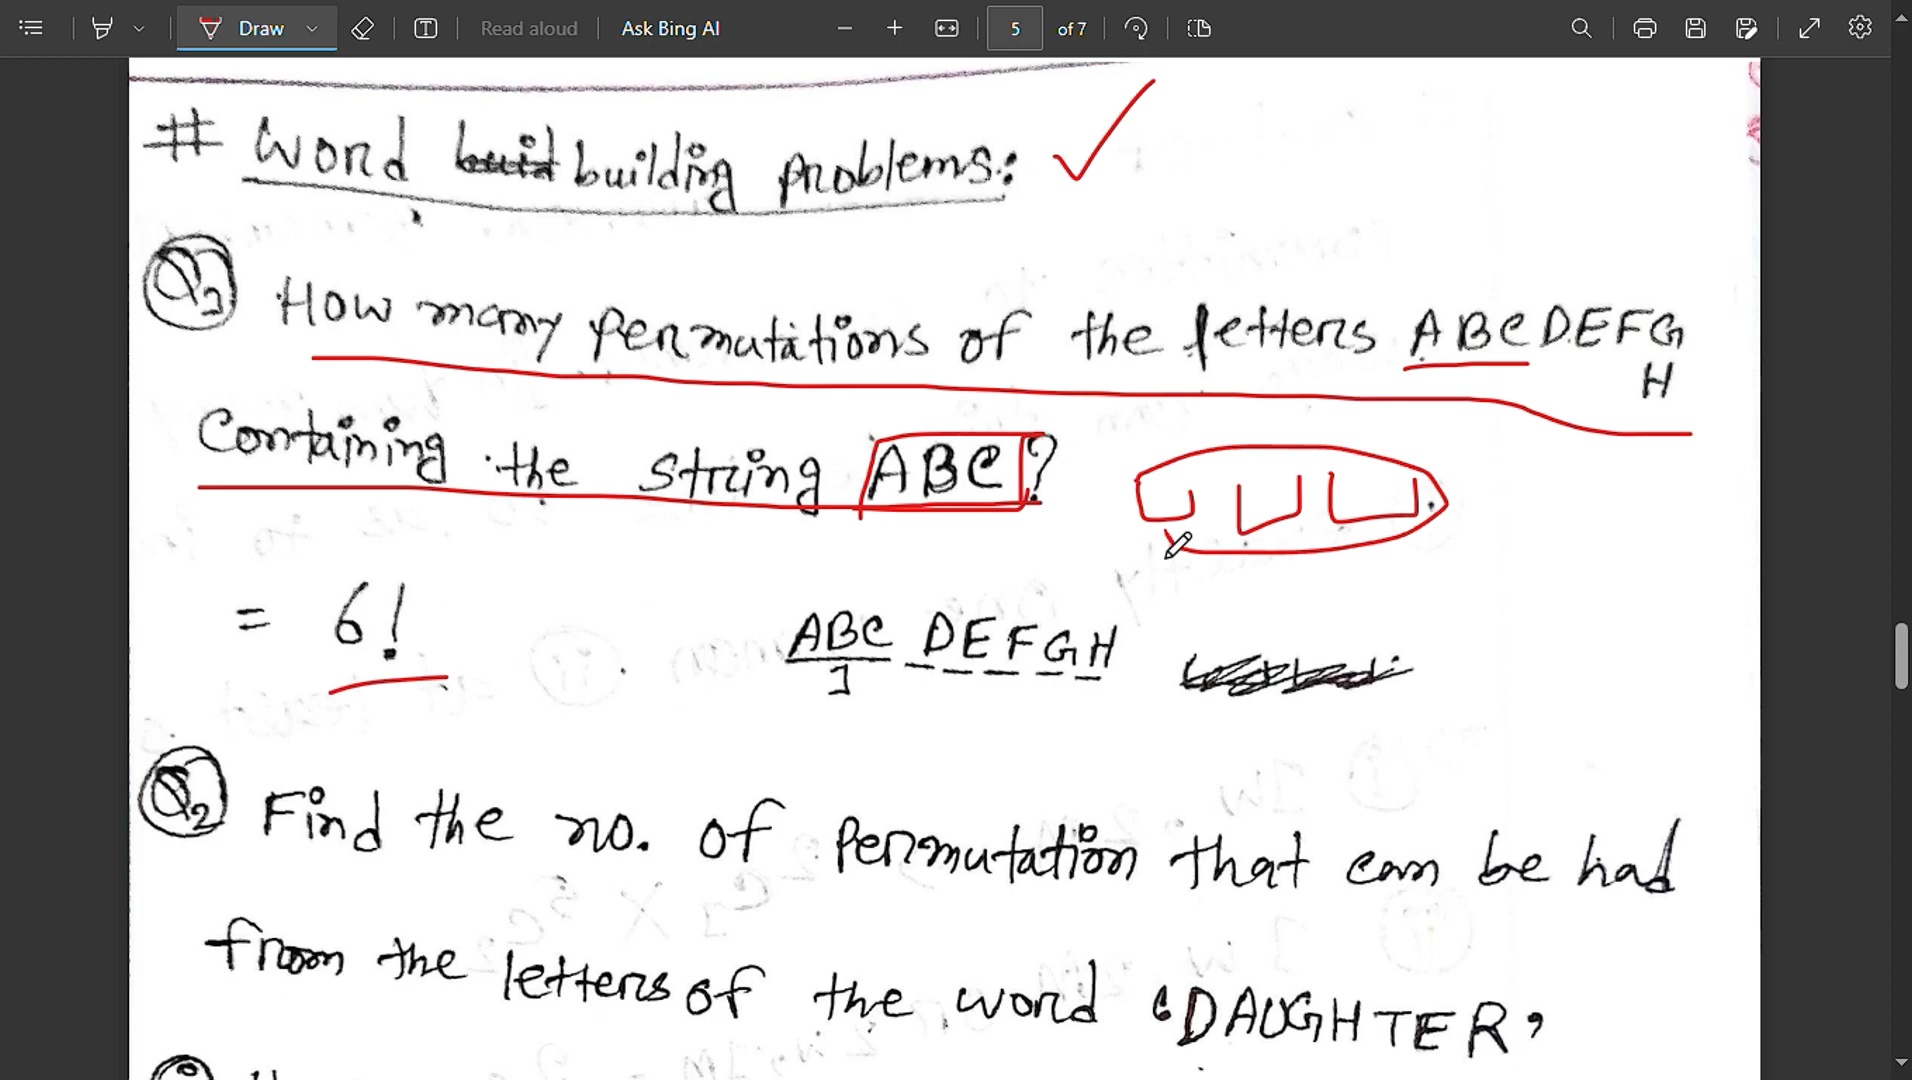 Draw
Read aloud
Ask Bing AI
5 of 7
# Word building problems:
Q1 How many permutations of the letters ABCDEFG
H
Containing the string ABC?
= 6!
ABC DEFGH
1
Q2 Find the no. of permutation that can be had
from the letters of the word 'DAUGHTER'